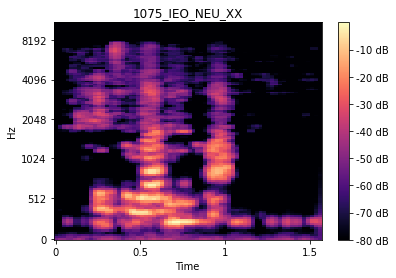 1075_IEO_NEU_XX
Hz
8192
4096
2048
1024
512
0
0
0.5
1
1.5
Time
-10 dB
-20 dB
-30 dB
-40 dB
-50 dB
-60 dB
-70 dB
-80 dB